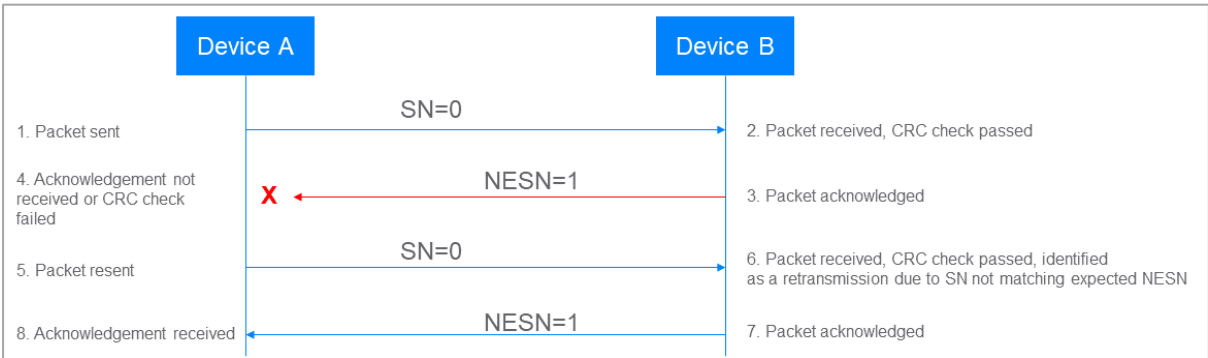 Device A
Device B
SN=0
1. Packet sent
2. Packet received, CRC check passed
4. Acknowledgement not
received or CRC check
failed
X
NESN=1
3. Packet acknowledged
SN=0
5. Packet resent
6. Packet received, CRC check passed, identified
as a retransmission due to SN not matching expected NESN
NESN=1
8. Acknowledgement received
7. Packet acknowledged